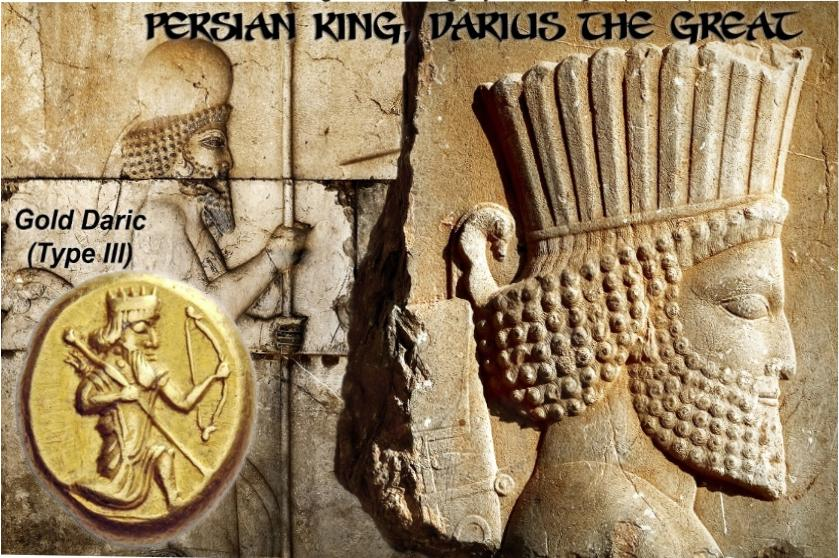 PERSIAN KING, DARIUS THE GREAT
Gold Daric
(Type III)